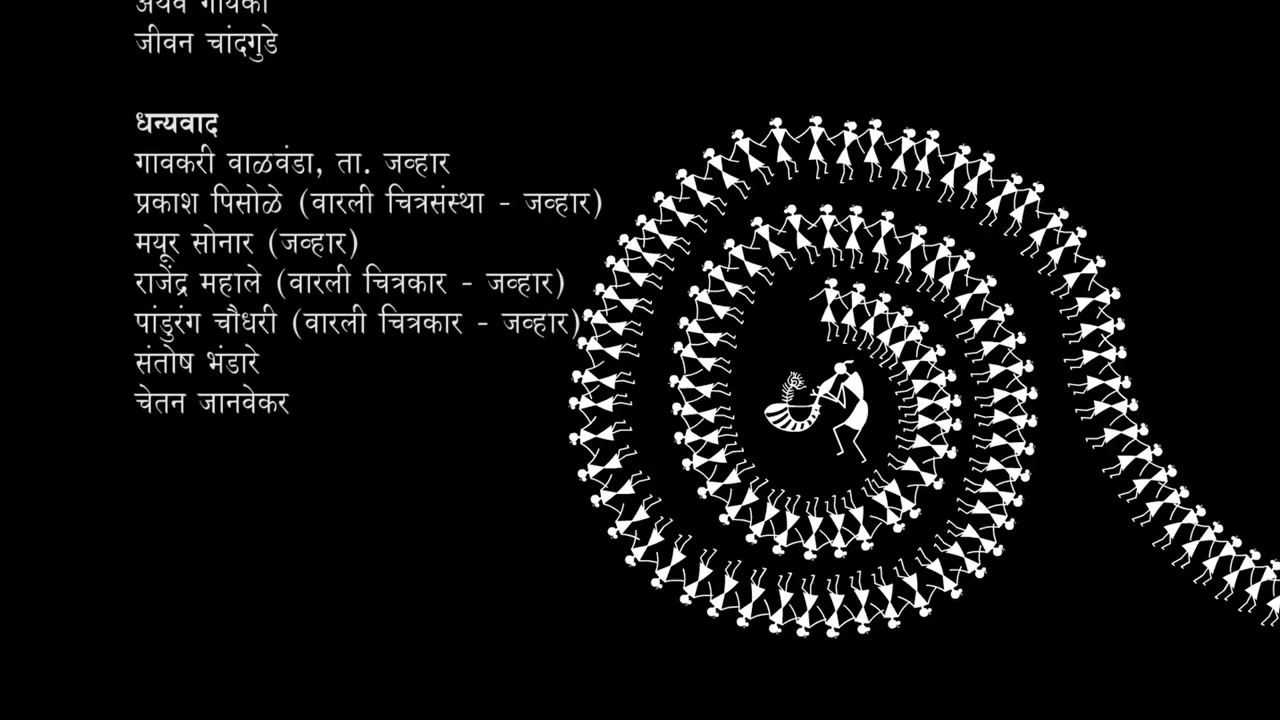 जीवन चांदगुडे
धन्यवाद
गावकरी वाळवंडा, ता. जव्हार
प्रकाश पिसोळे (वारली चित्रसंस्था - जव्हार)
मयूर सोनार (जव्हार)
राजेंद्र महाले (वारली चित्रकार - जव्हार)
पांडुरंग चौधरी (वारली चित्रकार - जव्हार)
संतोष भंडारे
चेतन जानवेकर